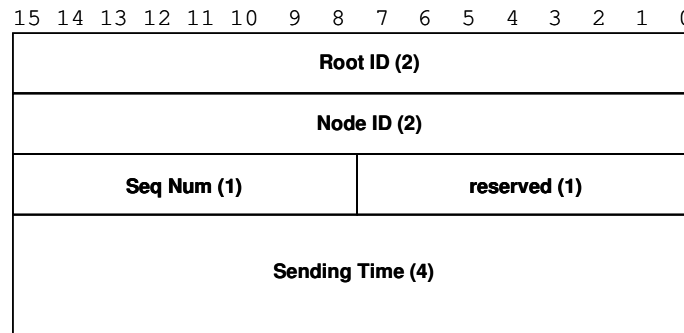 15 14 13 12 11 10 9 8 7 6 5 4 3 2 1 0
Root ID (2)
Node ID (2)
Seq Num (1) reserved (1)
Sending Time (4)